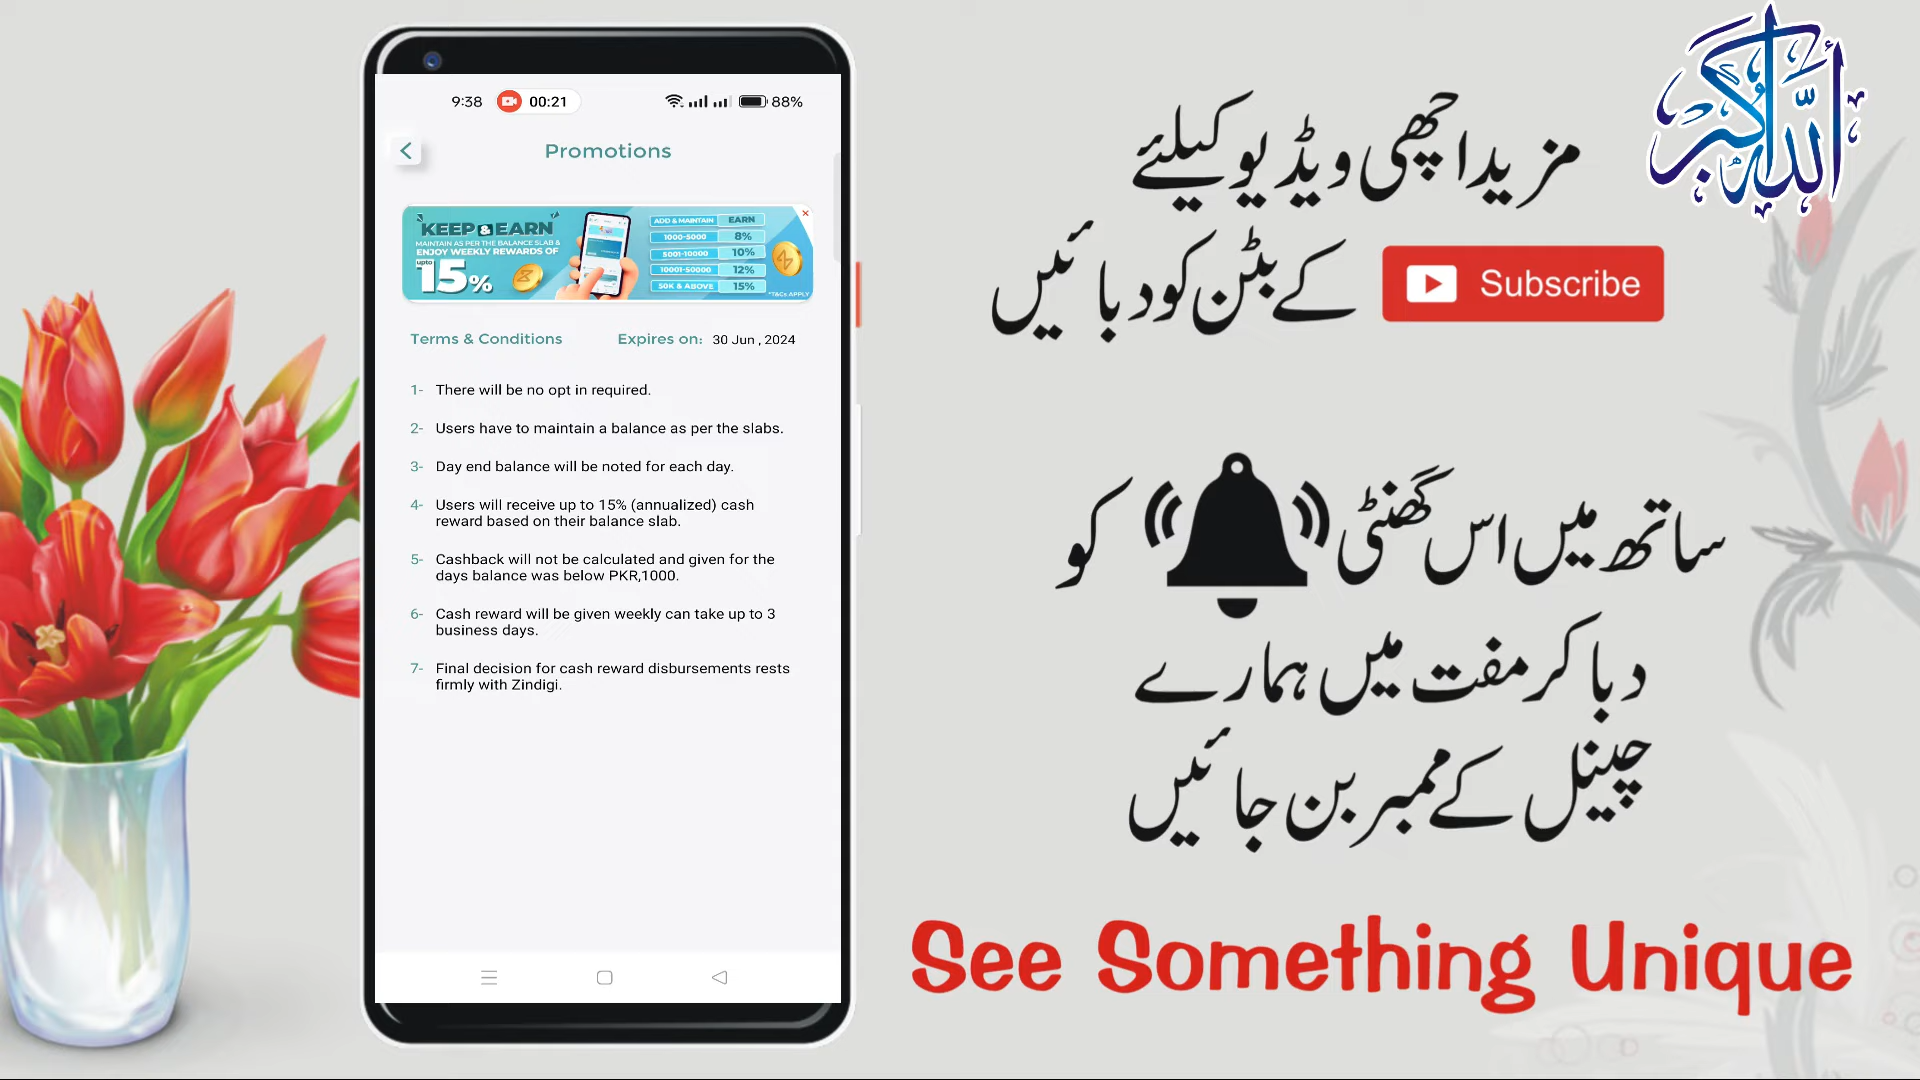 9:38
00:21
88%
Promotions
KEEP & EARN
MAINTAIN AS PER THE BALANCE SLAB &
ENJOY WEEKLY REWARDS OF
upto
15%
ADD & MAINTAIN EARN
1000-5000 8%
5001-10000 10%
10001-50000 12%
50K & ABOVE 15%
*T&Cs APPLY
Terms & Conditions Expires on: 30 Jun , 2024
1- There will be no opt in required.
2- Users have to maintain a balance as per the slabs.
3- Day end balance will be noted for each day.
4- Users will receive up to 15% (annualized) cash
reward based on their balance slab.
5- Cashback will not be calculated and given for the
days balance was below PKR,1000.
6- Cash reward will be given weekly can take up to 3
business days.
7- Final decision for cash reward disbursements rests
firmly with Zindigi.
الله أكبر
مزید اچھی ویڈیو کیلئے
Subscribe کے بٹن کو دبائیں
ساتھ میں اس گھنٹی کو
دبا کر مفت میں ہمارے
چینل کے ممبر بن جائیں
See Something Unique